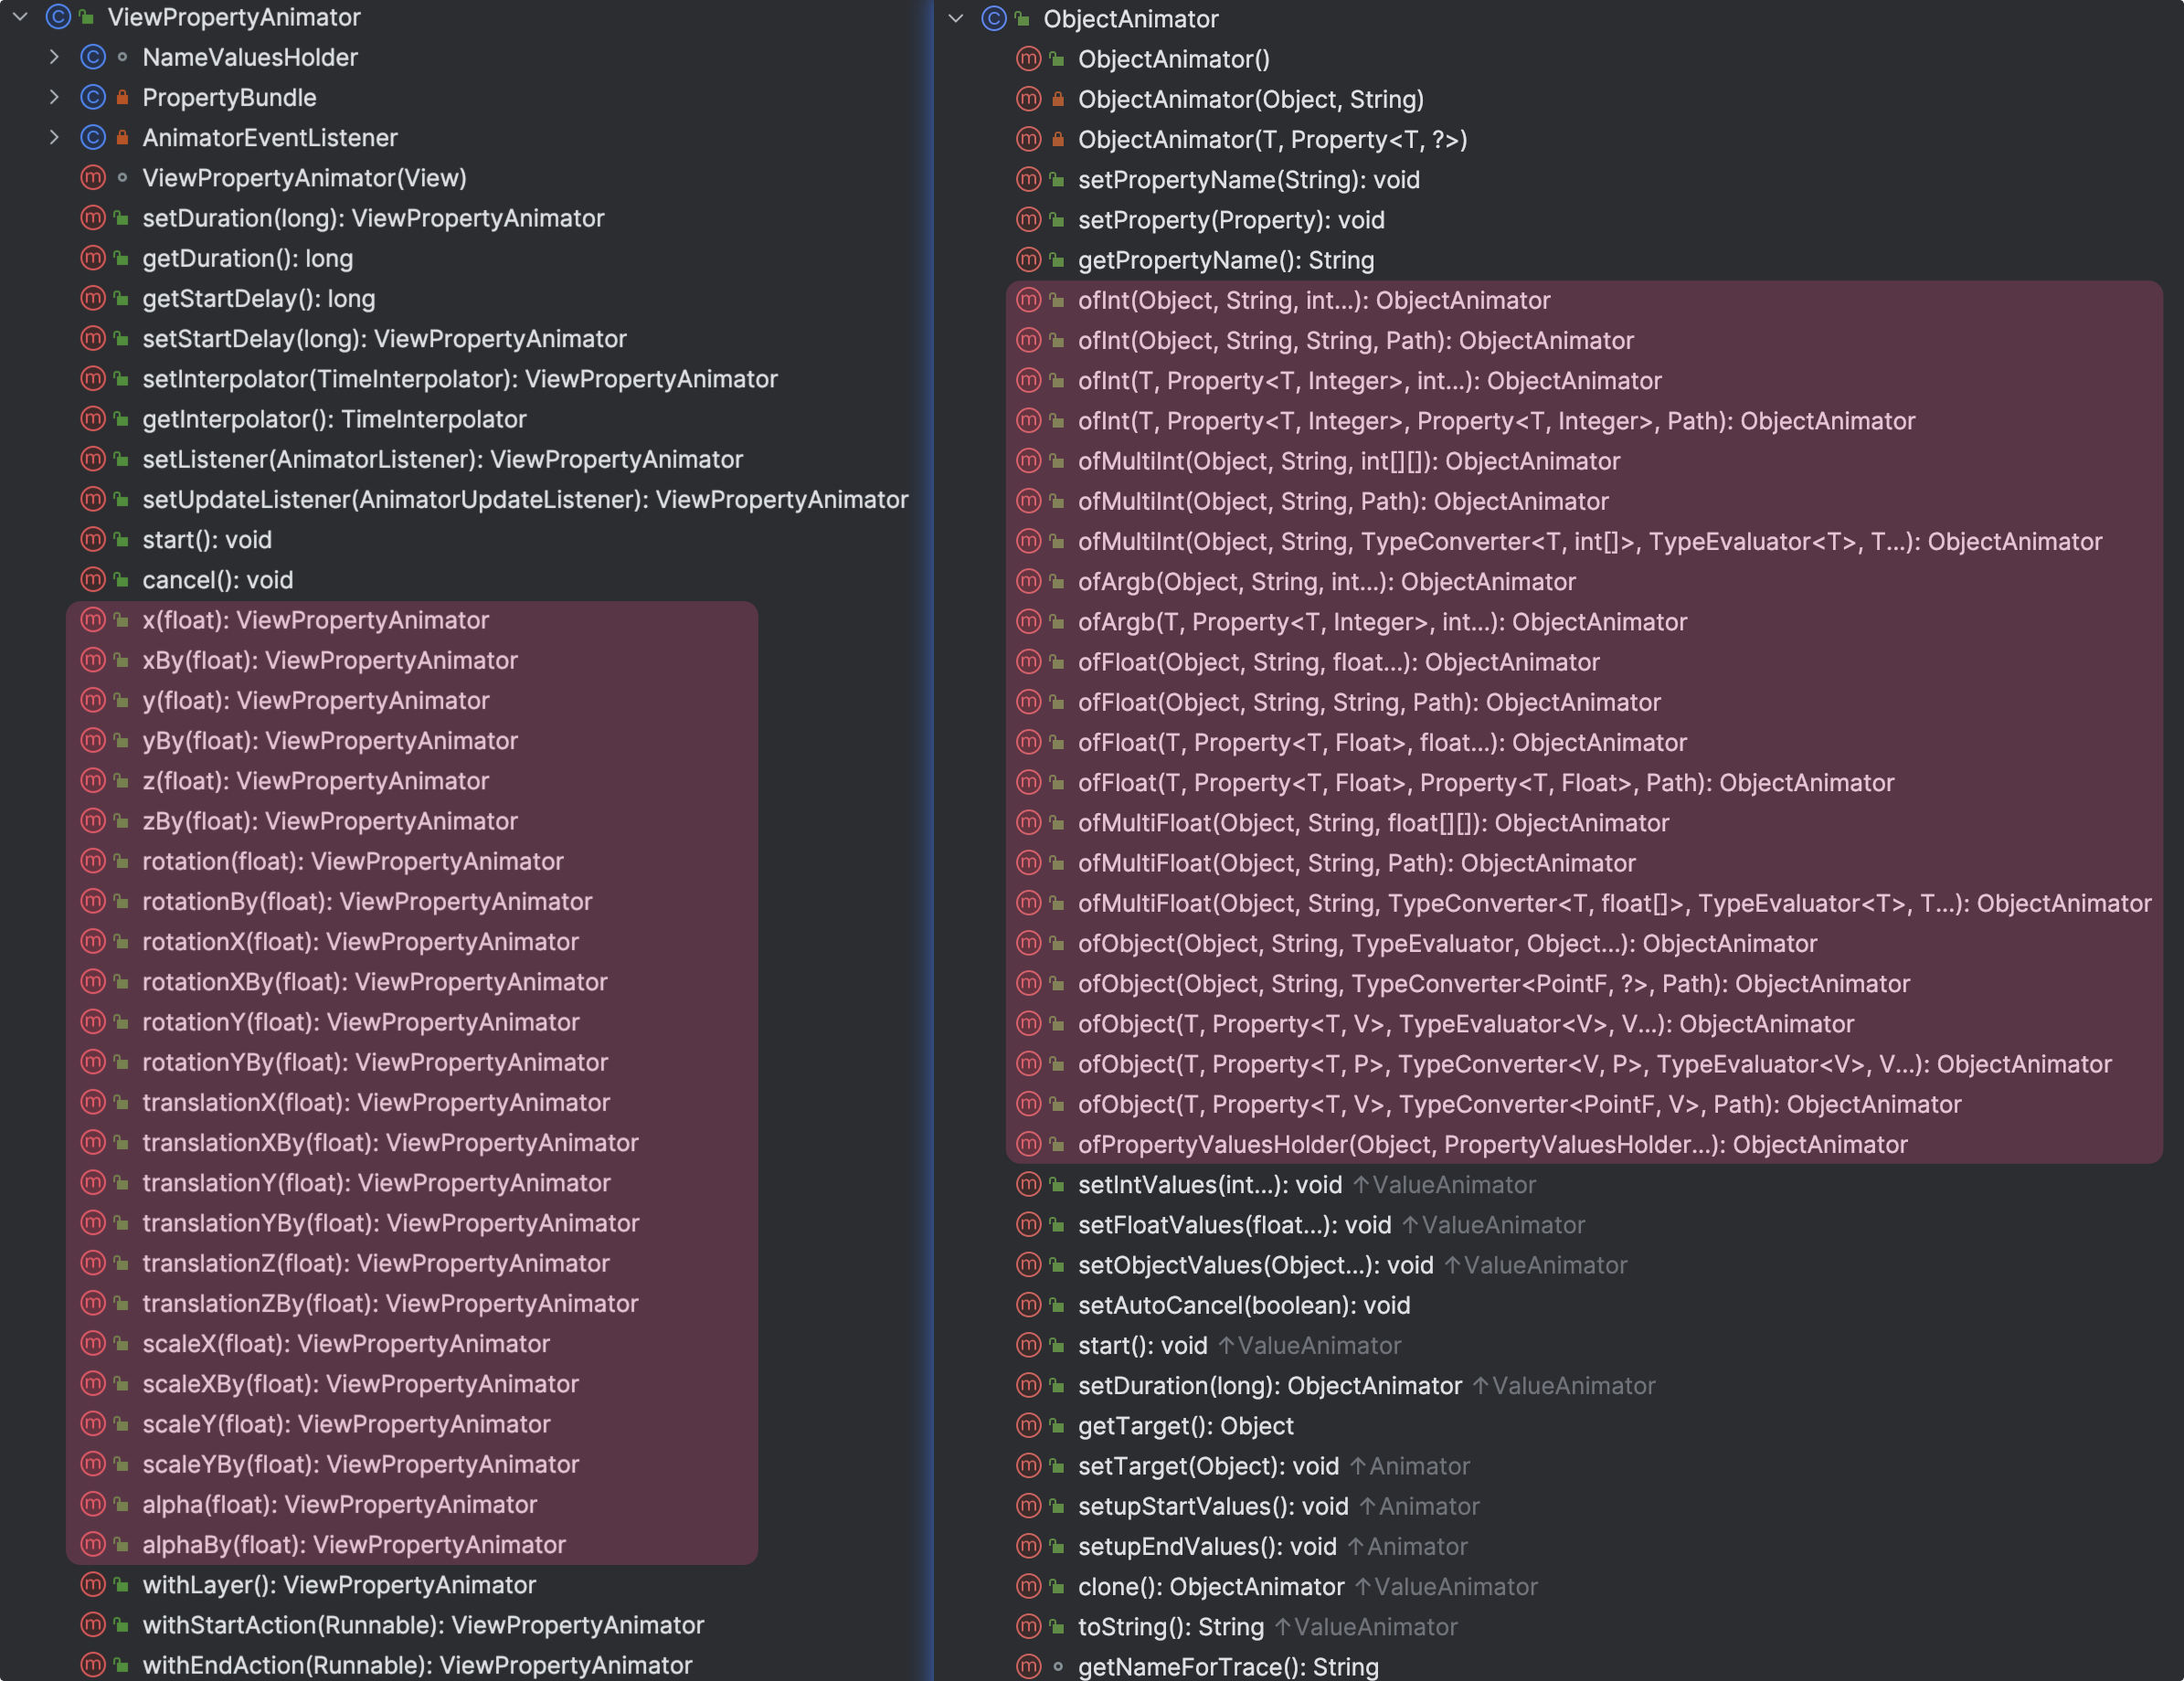 ViewPropertyAnimator
NameValuesHolder
PropertyBundle
AnimatorEventListener
ViewPropertyAnimator(View)
setDuration(long): ViewPropertyAnimator
getDuration(): long
getStartDelay(): long
setStartDelay(long): ViewPropertyAnimator
setInterpolator(TimeInterpolator): ViewPropertyAnimator
getInterpolator(): TimeInterpolator
setListener(AnimatorListener): ViewPropertyAnimator
setUpdateListener(AnimatorUpdateListener): ViewPropertyAnimator
start(): void
cancel(): void
x(float): ViewPropertyAnimator
xBy(float): ViewPropertyAnimator
y(float): ViewPropertyAnimator
yBy(float): ViewPropertyAnimator
z(float): ViewPropertyAnimator
zBy(float): ViewPropertyAnimator
rotation(float): ViewPropertyAnimator
rotationBy(float): ViewPropertyAnimator
rotationX(float): ViewPropertyAnimator
rotationXBy(float): ViewPropertyAnimator
rotationY(float): ViewPropertyAnimator
rotationYBy(float): ViewPropertyAnimator
translationX(float): ViewPropertyAnimator
translationXBy(float): ViewPropertyAnimator
translationY(float): ViewPropertyAnimator
translationYBy(float): ViewPropertyAnimator
translationZ(float): ViewPropertyAnimator
translationZBy(float): ViewPropertyAnimator
scaleX(float): ViewPropertyAnimator
scaleXBy(float): ViewPropertyAnimator
scaleY(float): ViewPropertyAnimator
scaleYBy(float): ViewPropertyAnimator
alpha(float): ViewPropertyAnimator
alphaBy(float): ViewPropertyAnimator
withLayer(): ViewPropertyAnimator
withStartAction(Runnable): ViewPropertyAnimator
withEndAction(Runnable): ViewPropertyAnimator
ObjectAnimator
ObjectAnimator()
ObjectAnimator(Object, String)
ObjectAnimator(T, Property<T, ?>)
setPropertyName(String): void
setProperty(Property): void
getPropertyName(): String
ofInt(Object, String, int...): ObjectAnimator
ofInt(Object, String, String, Path): ObjectAnimator
ofInt(T, Property<T, Integer>, int...): ObjectAnimator
ofInt(T, Property<T, Integer>, Property<T, Integer>, Path): ObjectAnimator
ofMultiInt(Object, String, int[][]): ObjectAnimator
ofMultiInt(Object, String, Path): ObjectAnimator
ofMultiInt(Object, String, TypeConverter<T, int[]>, TypeEvaluator<T>, T...): ObjectAnimator
ofArgb(Object, String, int...): ObjectAnimator
ofArgb(T, Property<T, Integer>, int...): ObjectAnimator
ofFloat(Object, String, float...): ObjectAnimator
ofFloat(Object, String, String, Path): ObjectAnimator
ofFloat(T, Property<T, Float>, float...): ObjectAnimator
ofFloat(T, Property<T, Float>, Property<T, Float>, Path): ObjectAnimator
ofMultiFloat(Object, String, float[][]): ObjectAnimator
ofMultiFloat(Object, String, Path): ObjectAnimator
ofMultiFloat(Object, String, TypeConverter<T, float[]>, TypeEvaluator<T>, T...): ObjectAnimator
ofObject(Object, String, TypeEvaluator, Object...): ObjectAnimator
ofObject(Object, String, TypeConverter<PointF, ?>, Path): ObjectAnimator
ofObject(T, Property<T, V>, TypeEvaluator<V>, V...): ObjectAnimator
ofObject(T, Property<T, P>, TypeConverter<V, P>, TypeEvaluator<V>, V...): ObjectAnimator
ofObject(T, Property<T, V>, TypeConverter<PointF, V>, Path): ObjectAnimator
ofPropertyValuesHolder(Object, PropertyValuesHolder...): ObjectAnimator
setIntValues(int...): void ↑ValueAnimator
setFloatValues(float...): void ↑ValueAnimator
setObjectValues(Object...): void ↑ValueAnimator
setAutoCancel(boolean): void
start(): void ↑ValueAnimator
setDuration(long): ObjectAnimator ↑ValueAnimator
getTarget(): Object
setTarget(Object): void ↑Animator
setupStartValues(): void ↑Animator
setupEndValues(): void ↑Animator
clone(): ObjectAnimator ↑ValueAnimator
toString(): String ↑ValueAnimator
getNameForTrace(): String